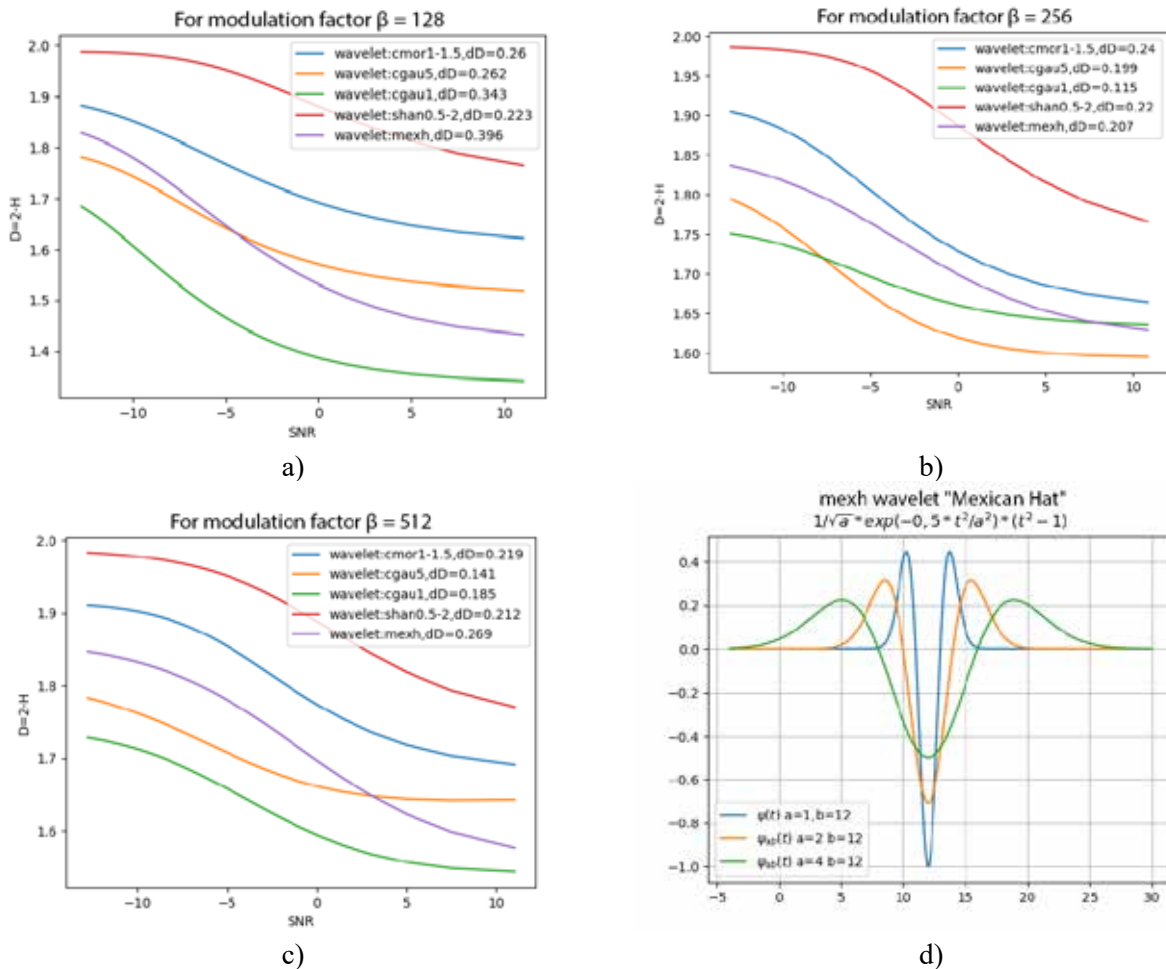 For modulation factor β = 128
2.0
1.9
1.8
1.7
1.6
1.5
1.4
D=2-H
wavelet:cmor1-1.5,dD=0.26
wavelet:cgau5,dD=0.262
wavelet:cgau1,dD=0.343
wavelet:shan0.5-2,dD=0.223
wavelet:mexh,dD=0.396
−10 −5 0 5 10
SNR
a)
For modulation factor β = 256
2.00
1.95
1.90
1.85
1.80
1.75
1.70
1.65
1.60
D=2-H
wavelet:cmor1-1.5,dD=0.24
wavelet:cgau5,dD=0.199
wavelet:cgau1,dD=0.115
wavelet:shan0.5-2,dD=0.22
wavelet:mexh,dD=0.207
−10 −5 0 5 10
SNR
b)
For modulation factor β = 512
2.0
1.9
1.8
1.7
1.6
D=2-H
wavelet:cmor1-1.5,dD=0.219
wavelet:cgau5,dD=0.141
wavelet:cgau1,dD=0.185
wavelet:shan0.5-2,dD=0.212
wavelet:mexh,dD=0.269
−10 −5 0 5 10
SNR
c)
mexh wavelet "Mexican Hat"
1/√a * exp(−0, 5 * t²/a²) * (t² − 1)
0.4
0.2
0.0
−0.2
−0.4
−0.6
−0.8
−1.0
ψ(t) a=1,b=12
ψab(t) a=2 b=12
ψab(t) a=4 b=12
−5 0 5 10 15 20 25 30
d)